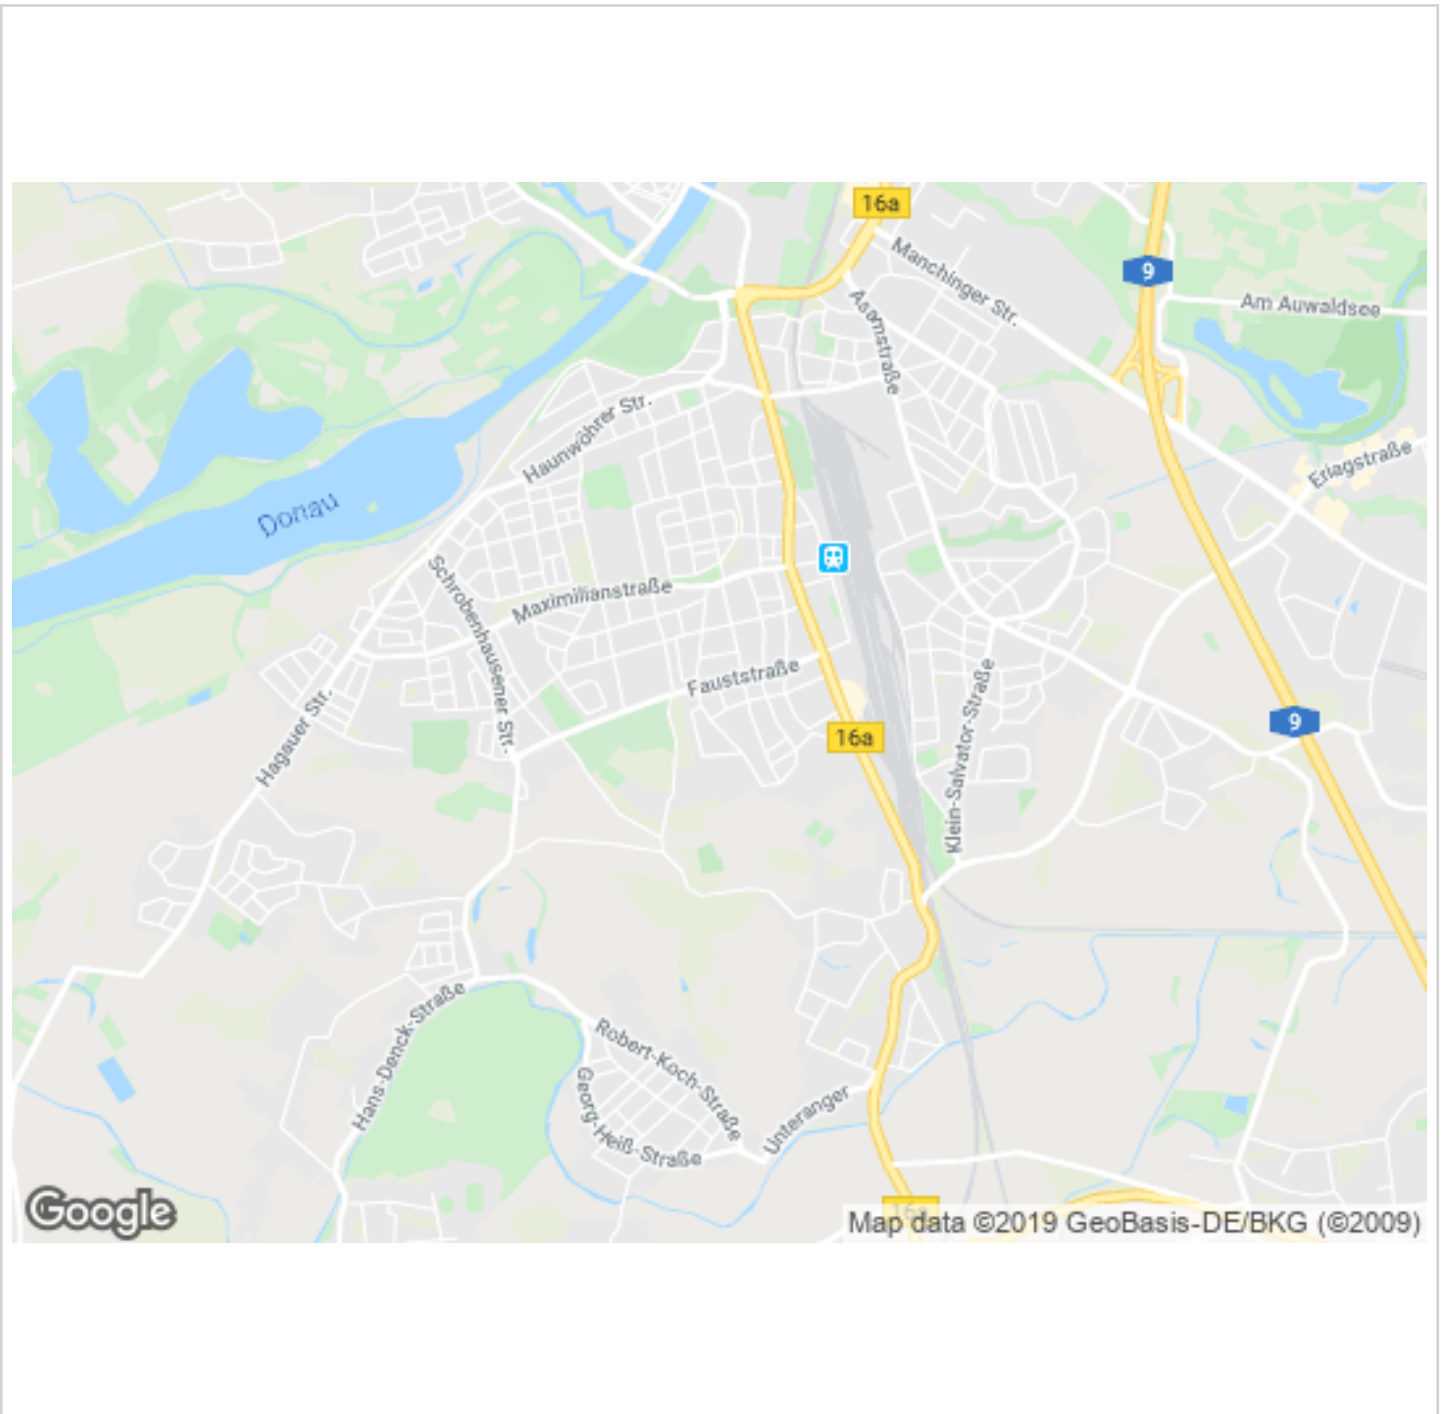 16a
Manchinger Str.
9
Am Auwaldsee
Asamstraße
Haunwöhrer Str.
Erlagstraße
Donau
Schrobenhausener Str.
Maximilianstraße
Fauststraße
Klein-Salvator-Straße
Hagauer Str.
16a
9
Hans-Denck-Straße
Robert-Koch-Straße
Georg-Heiß-Straße
Unteranger
16a
Google
Map data ©2019 GeoBasis-DE/BKG (©2009)